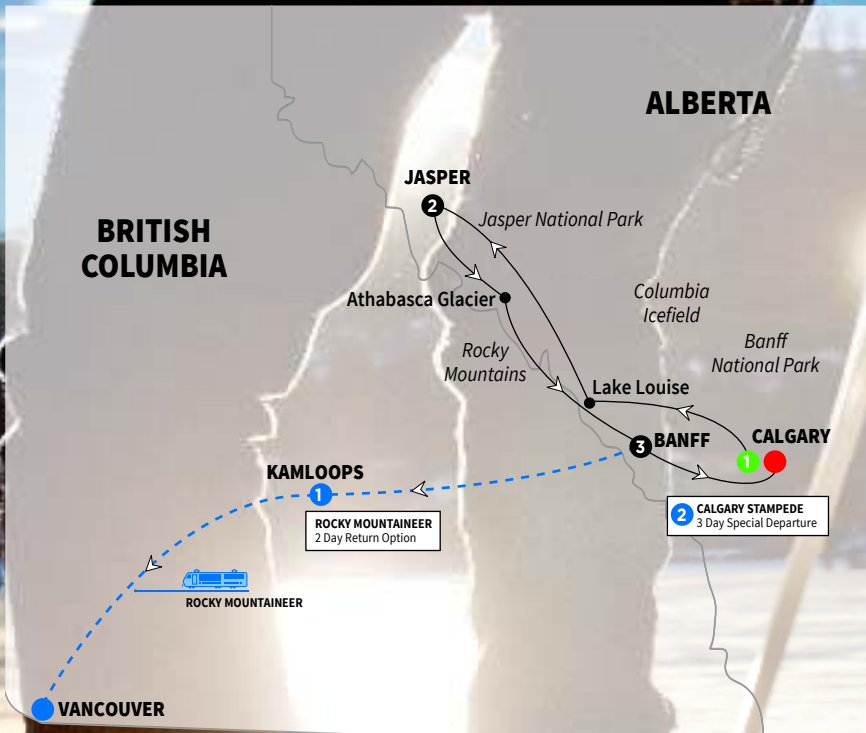 ALBERTA
JASPER
2
Jasper National Park
BRITISH
COLUMBIA
Athabasca Glacier
Columbia
Icefield
Rocky
Mountains
Banff
National Park
Lake Louise
3 BANFF
CALGARY
1
KAMLOOPS
1
ROCKY MOUNTAINEER
2 Day Return Option
2 CALGARY STAMPEDE
3 Day Special Departure
ROCKY MOUNTAINEER
VANCOUVER